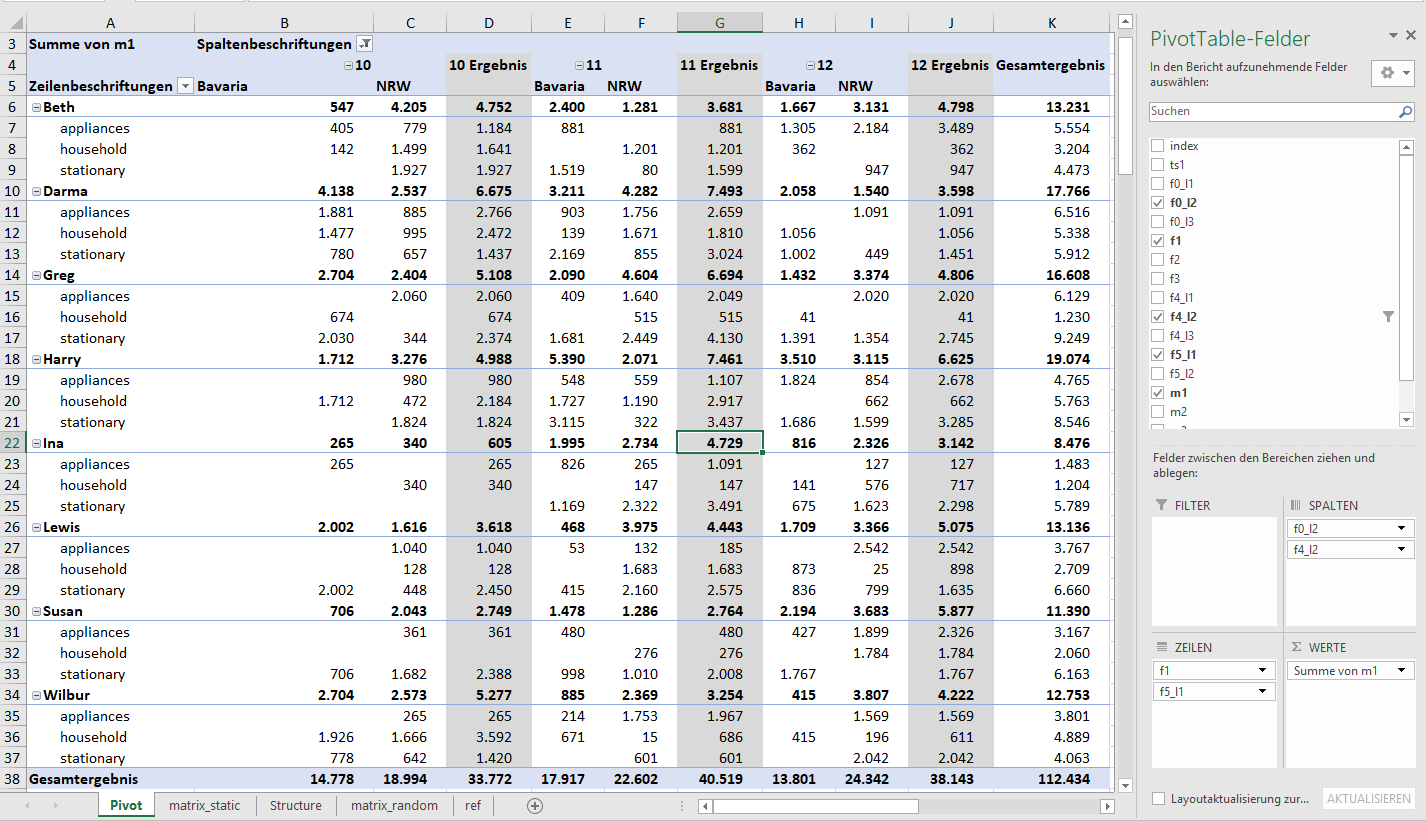 A B C D E F G H I J K
3 Summe von m1 Spaltenbeschriftungen
4 10 10 Ergebnis 11 11 Ergebnis 12 12 Ergebnis Gesamtergebnis
5 Zeilenbeschriftungen Bavaria NRW Bavaria NRW Bavaria NRW
6 Beth 547 4.205 4.752 2.400 1.281 3.681 1.667 3.131 4.798 13.231
7 appliances 405 779 1.184 881 881 1.305 2.184 3.489 5.554
8 household 142 1.499 1.641 1.201 1.201 362 362 3.204
9 stationary 1.927 1.927 1.519 80 1.599 947 947 4.473
10 Darma 4.138 2.537 6.675 3.211 4.282 7.493 2.058 1.540 3.598 17.766
11 appliances 1.881 885 2.766 903 1.756 2.659 1.091 1.091 6.516
12 household 1.477 995 2.472 139 1.671 1.810 1.056 1.056 5.338
13 stationary 780 657 1.437 2.169 855 3.024 1.002 449 1.451 5.912
14 Greg 2.704 2.404 5.108 2.090 4.604 6.694 1.432 3.374 4.806 16.608
15 appliances 2.060 2.060 409 1.640 2.049 2.020 2.020 6.129
16 household 674 674 515 515 41 41 1.230
17 stationary 2.030 344 2.374 1.681 2.449 4.130 1.391 1.354 2.745 9.249
18 Harry 1.712 3.276 4.988 5.390 2.071 7.461 3.510 3.115 6.625 19.074
19 appliances 980 980 548 559 1.107 1.824 854 2.678 4.765
20 household 1.712 472 2.184 1.727 1.190 2.917 662 662 5.763
21 stationary 1.824 1.824 3.115 322 3.437 1.686 1.599 3.285 8.546
22 Ina 265 340 605 1.995 2.734 4.729 816 2.326 3.142 8.476
23 appliances 265 265 826 265 1.091 127 127 1.483
24 household 340 340 147 147 141 576 717 1.204
25 stationary 1.169 2.322 3.491 675 1.623 2.298 5.789
26 Lewis 2.002 1.616 3.618 468 3.975 4.443 1.709 3.366 5.075 13.136
27 appliances 1.040 1.040 53 132 185 2.542 2.542 3.767
28 household 128 128 1.683 1.683 873 25 898 2.709
29 stationary 2.002 448 2.450 415 2.160 2.575 836 799 1.635 6.660
30 Susan 706 2.043 2.749 1.478 1.286 2.764 2.194 3.683 5.877 11.390
31 appliances 361 361 480 480 427 1.899 2.326 3.167
32 household 276 276 1.784 1.784 2.060
33 stationary 706 1.682 2.388 998 1.010 2.008 1.767 1.767 6.163
34 Wilbur 2.704 2.573 5.277 885 2.369 3.254 415 3.807 4.222 12.753
35 appliances 265 265 214 1.753 1.967 1.569 1.569 3.801
36 household 1.926 1.666 3.592 671 15 686 415 196 611 4.889
37 stationary 778 642 1.420 601 601 2.042 2.042 4.063
38 Gesamtergebnis 14.778 18.994 33.772 17.917 22.602 40.519 13.801 24.342 38.143 112.434
Pivot matrix_static Structure matrix_random ref
PivotTable-Felder
In den Bericht aufzunehmende Felder
auswählen:
Suchen
index
ts1
f0_l1
f0_l2
f0_l3
f1
f2
f3
f4_l1
f4_l2
f4_l3
f5_l1
f5_l2
m1
m2
Felder zwischen den Bereichen ziehen und
ablegen:
FILTER SPALTEN
f0_l2
f4_l2
ZEILEN Σ WERTE
f1 Summe von m1
f5_l1
Layoutaktualisierung zur... AKTUALISIEREN